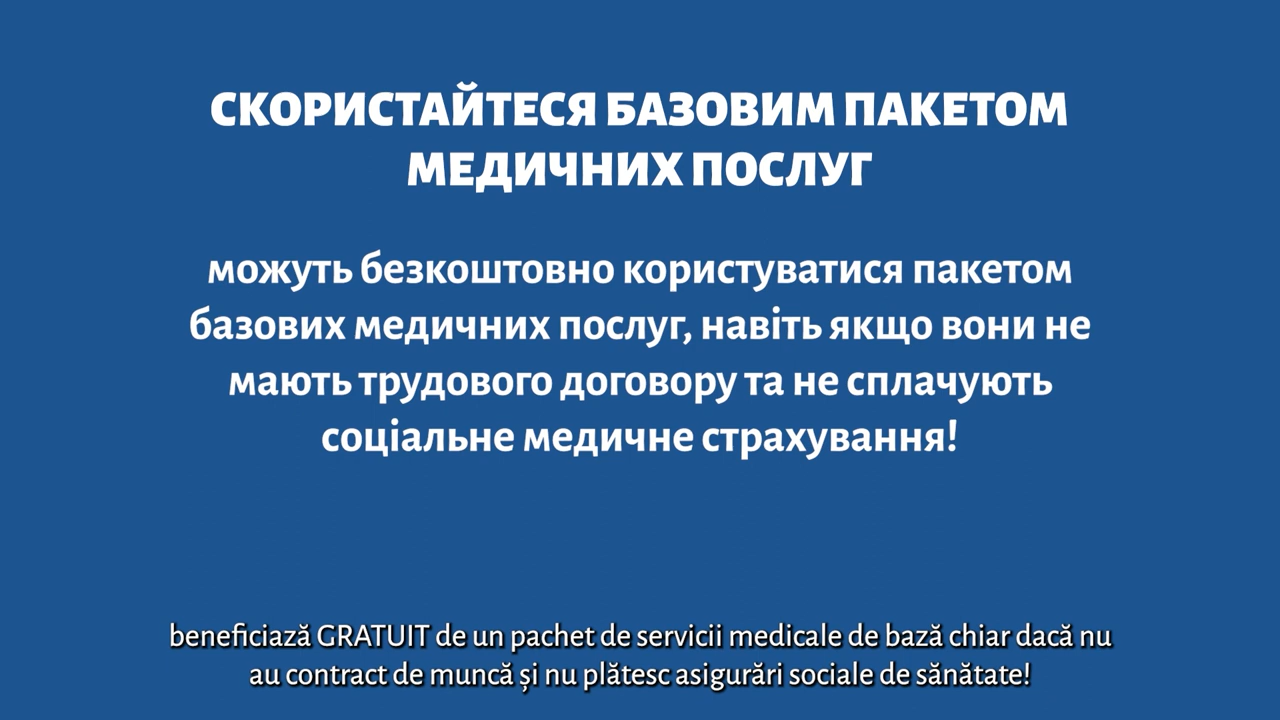 СКОРИСТАЙТЕСЯ БАЗОВИМ ПАКЕТОМ
МЕДИЧНИХ ПОСЛУГ
можуть безкоштовно користуватися пакетом
базових медичних послуг, навіть якщо вони не
мають трудового договору та не сплачують
соціальне медичне страхування!
beneficiază GRATUIT de un pachet de servicii medicale de bază chiar dacă nu
au contract de muncă și nu plătesc asigurări sociale de sănătate!